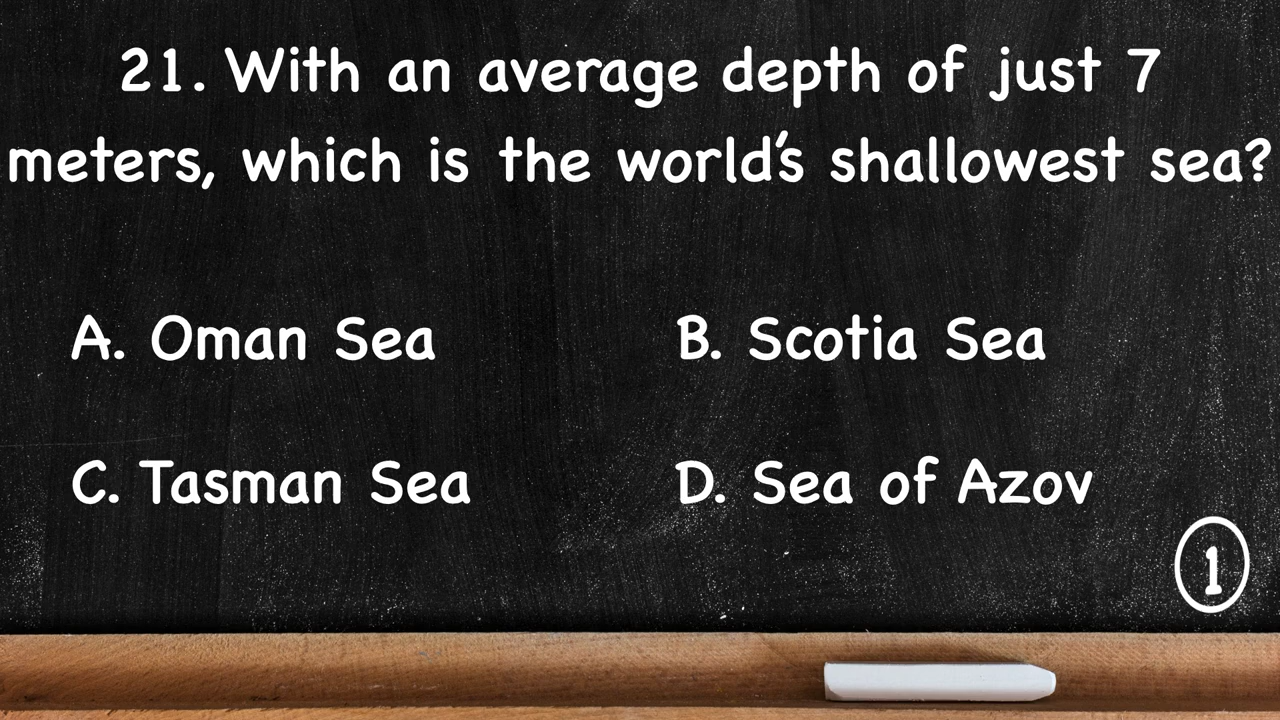 21. With an average depth of just 7
meters, which is the world's shallowest sea?
A. Oman Sea
B. Scotia Sea
C. Tasman Sea
D. Sea of Azov
1